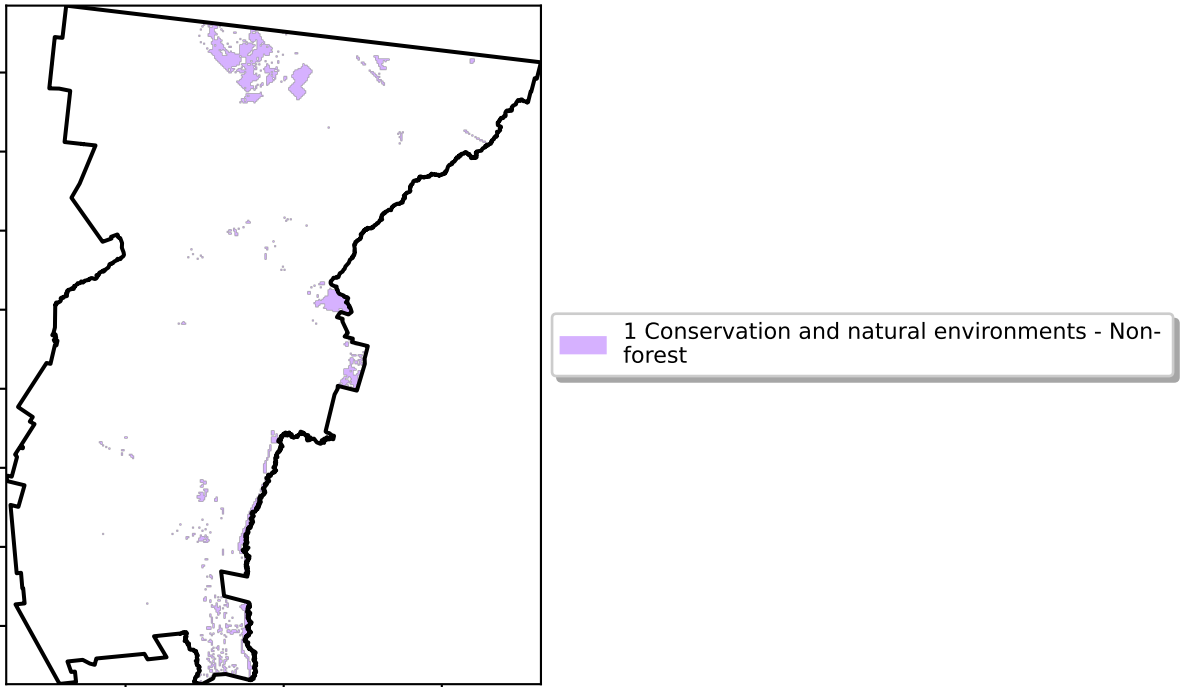 1 Conservation and natural environments - Non-
forest